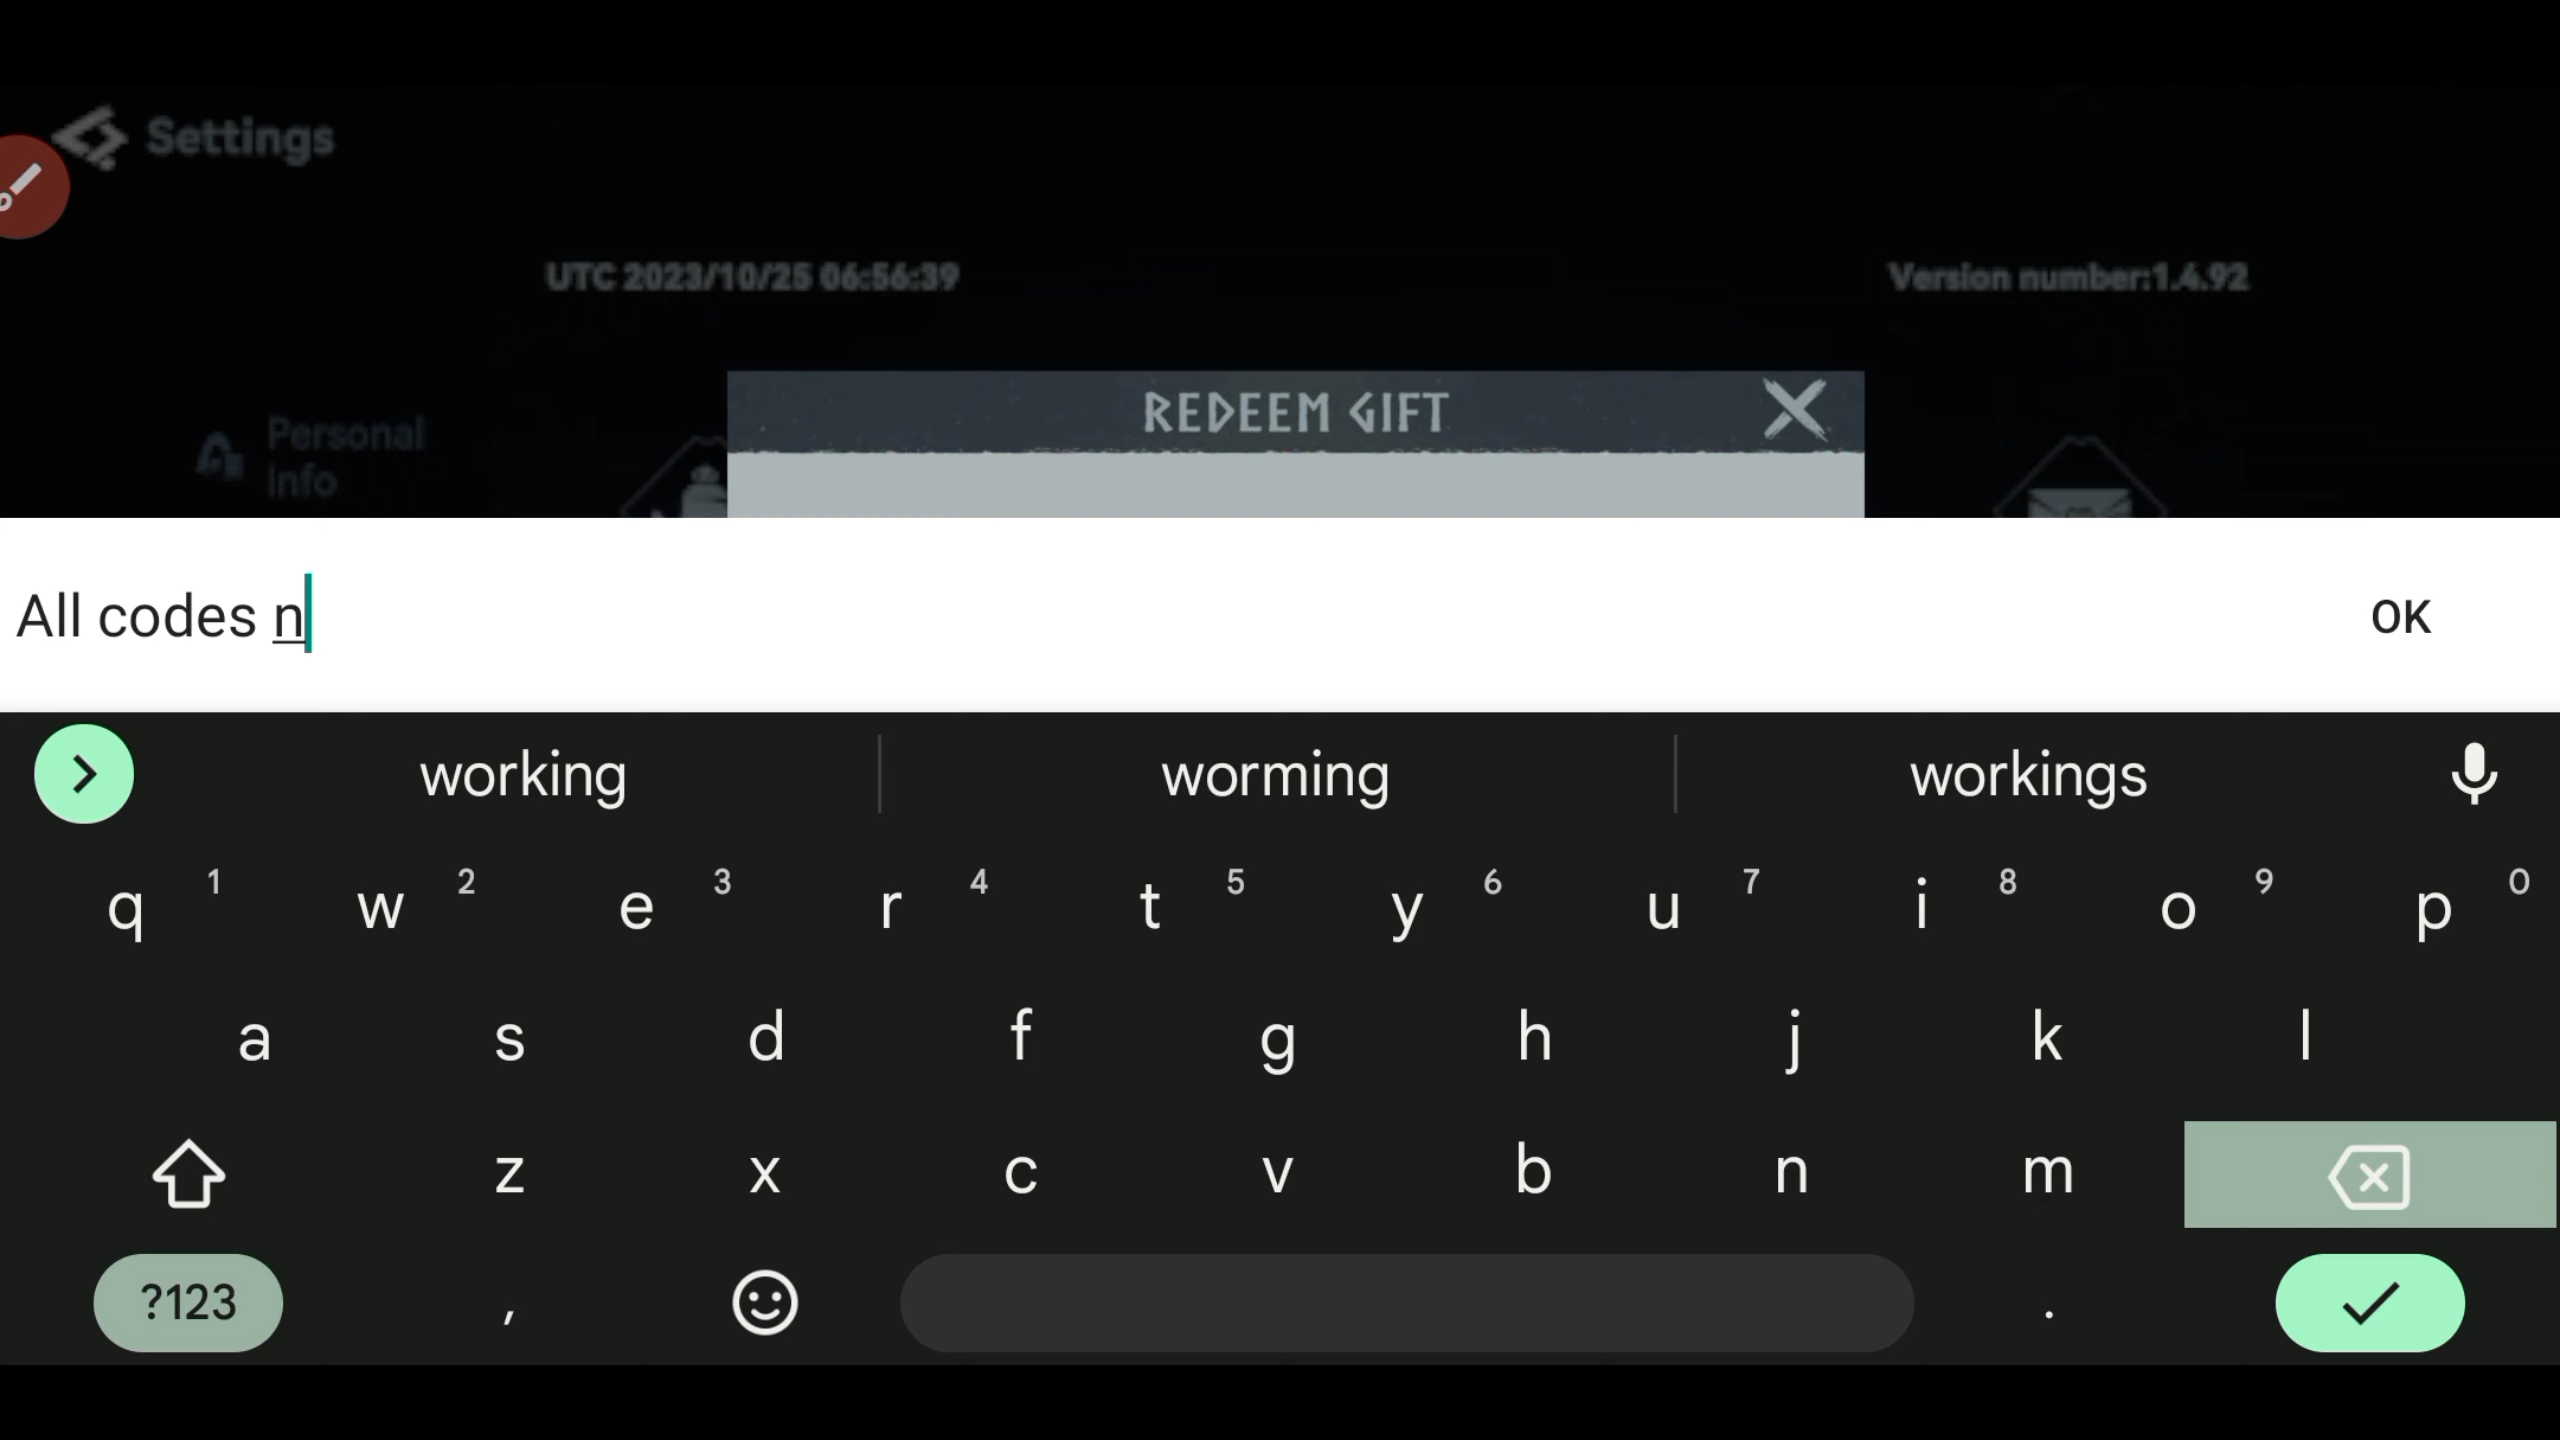 Settings
UTC 2023/10/25 06:56:39
Version number:1.4.92
REDEEM GIFT
Personal
Info
All codes n
OK
working
worming
workings
q 1 w 2 e 3 r 4 t 5 y 6 u 7 i 8 o 9 p 0
a s d f g h j k l
z x c v b n m
?123 , .